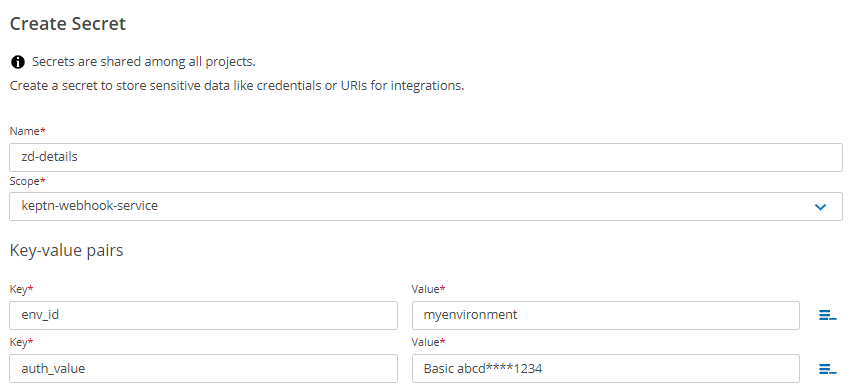 Create Secret
Secrets are shared among all projects.
Create a secret to store sensitive data like credentials or URIs for integrations.
Name*
zd-details
Scope*
keptn-webhook-service
Key-value pairs
Key* Value*
env_id myenvironment
Key* Value*
auth_value Basic abcd****1234